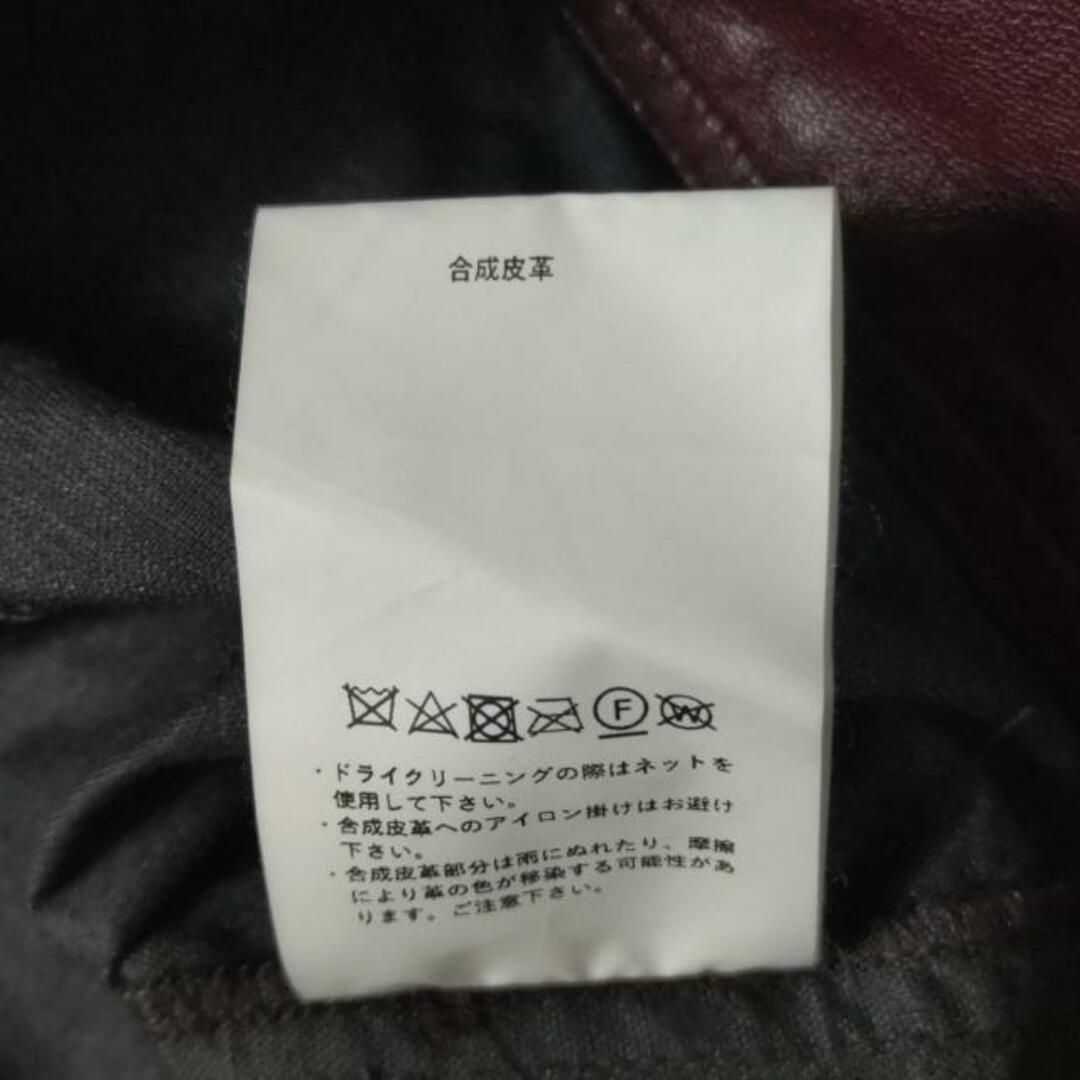 合成皮革
F W
・ドライクリーニングの際はネットを
使用して下さい。
・合成皮革へのアイロン掛けはお避け
下さい。
・合成皮革部分は雨にぬれたり、摩擦
により革の色が移染する可能性があ
ります。ご注意下さい。